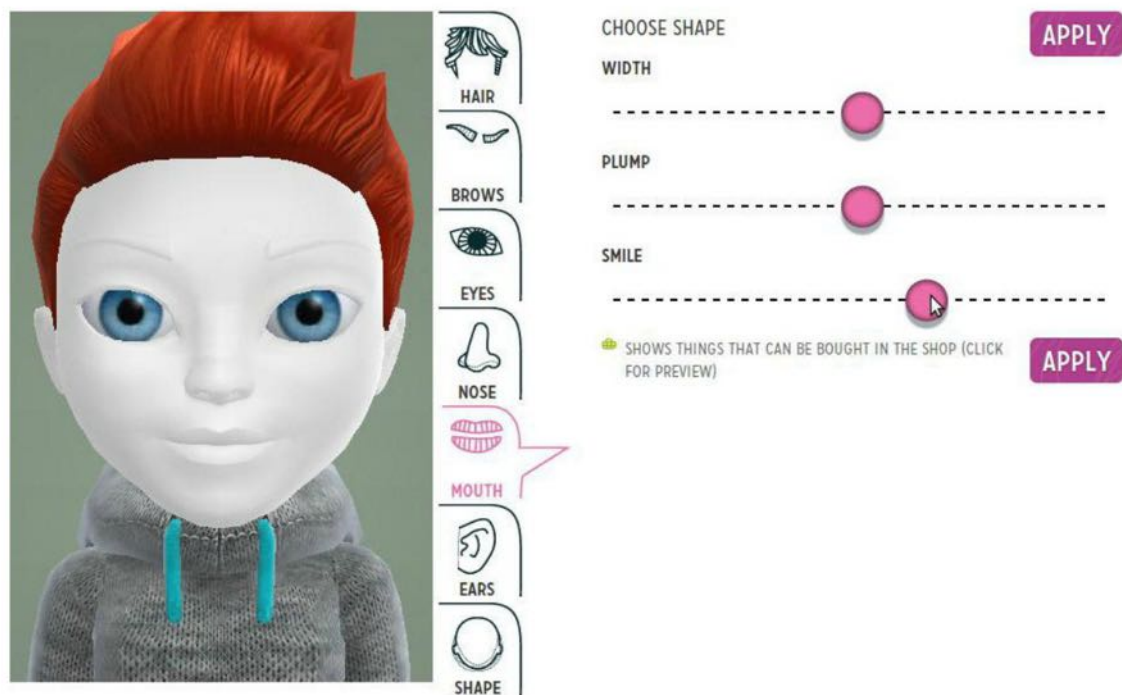 HAIR
BROWS
EYES
NOSE
MOUTH
EARS
SHAPE
CHOOSE SHAPE
APPLY
WIDTH
PLUMP
SMILE
SHOWS THINGS THAT CAN BE BOUGHT IN THE SHOP (CLICK
FOR PREVIEW)
APPLY